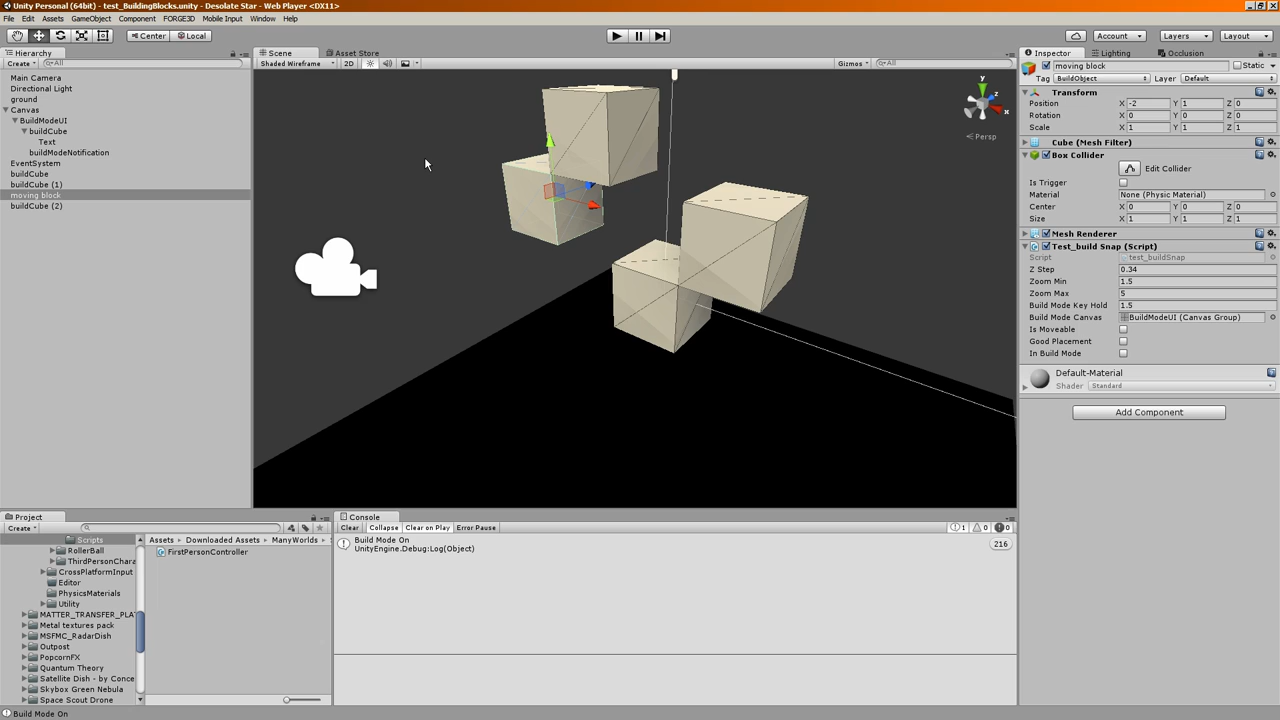 Unity Personal (64bit) - test_BuildingBlocks.unity - Desolate Star - Web Player <DX11>
File Edit Assets GameObject Component FORGE3D Mobile Input Window Help
Center Local Account Layers Layout
Hierarchy
Create All
Main Camera
Directional Light
ground
Canvas
BuildModeUI
buildCube
Text
buildModeNotification
EventSystem
buildCube
buildCube (1)
moving block
buildCube (2)
Scene Asset Store
Shaded Wireframe 2D Gizmos All
y
z
x
Persp
Inspector Lighting Occlusion
moving block Static
Tag BuildObject Layer Default
Transform
Position X -2 Y 1 Z 0
Rotation X 0 Y 0 Z 0
Scale X 1 Y 1 Z 1
Cube (Mesh Filter)
Box Collider
Edit Collider
Is Trigger
Material None (Physic Material)
Center X 0 Y 0 Z 0
Size X 1 Y 1 Z 1
Mesh Renderer
Test_build Snap (Script)
Script test_buildSnap
Z Step 0.34
Zoom Min 1.5
Zoom Max 5
Build Mode Key Hold 1.5
Build Mode Canvas BuildModeUI (Canvas Group)
Is Moveable
Good Placement
In Build Mode
Default-Material
Shader Standard
Add Component
Project
Create
Scripts
RollerBall
ThirdPersonChara
CrossPlatformInput
Editor
PhysicsMaterials
Utility
MATTER_TRANSFER_PLAT
Metal textures pack
MSFMC_RadarDish
Outpost
PopcornFX
Quantum Theory
Satellite Dish - by Conce
Skybox Green Nebula
Space Scout Drone
Assets Downloaded Assets ManyWorlds
FirstPersonController
Console
Clear Collapse Clear on Play Error Pause 1 0 0
Build Mode On
UnityEngine.Debug:Log(Object)
216
Build Mode On